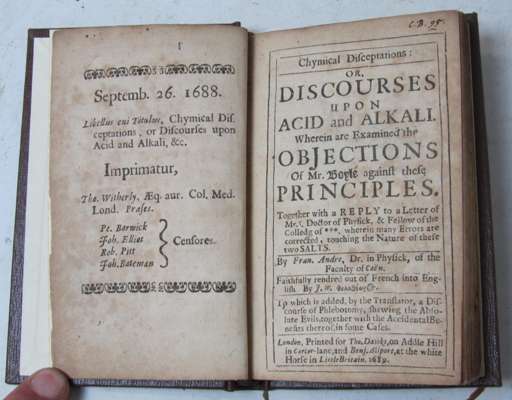 Septemb. 26. 1688.
Libellus cui Titulus, Chymical Dis-
ceptations, or Discourses upon
Acid and Alkali, &c.
Imprimatur,
Tho. Witherly, Æq. aur. Col. Med.
Lond. Præses.
Pe. Barwick
Joh. Elliot
Rob. Pitt
Joh. Bateman
Censores.
C.B. 95.
Chymical Disceptations:
OR,
DISCOURSES
UPON
ACID and ALKALI.
Wherein are Examined the
OBJECTIONS
Of Mr. Boyle against these
PRINCIPLES.
Together with a REPLY to a Letter of
Mr. Doctor of Physick, & Fellow of the
Colledg of ***, wherein many Errors are
corrected, touching the Nature of these
two SALTS.
By Fran. Andre, Dr. in Physick, of the
Faculty of Caën.
Faithfully rendred out of French into Eng-
lish By J. W.
To which is added, by the Translator, a Dis-
course of Phlebotomy, shewing the Abso-
lute Evils, together with the Accidental Be-
nefits thereof, in some Cases.
London, Printed for Tho. Dawks, on Addle Hill
in Carter-lane, and Benj. Allport, at the white
Horse in Little Britain. 1689.